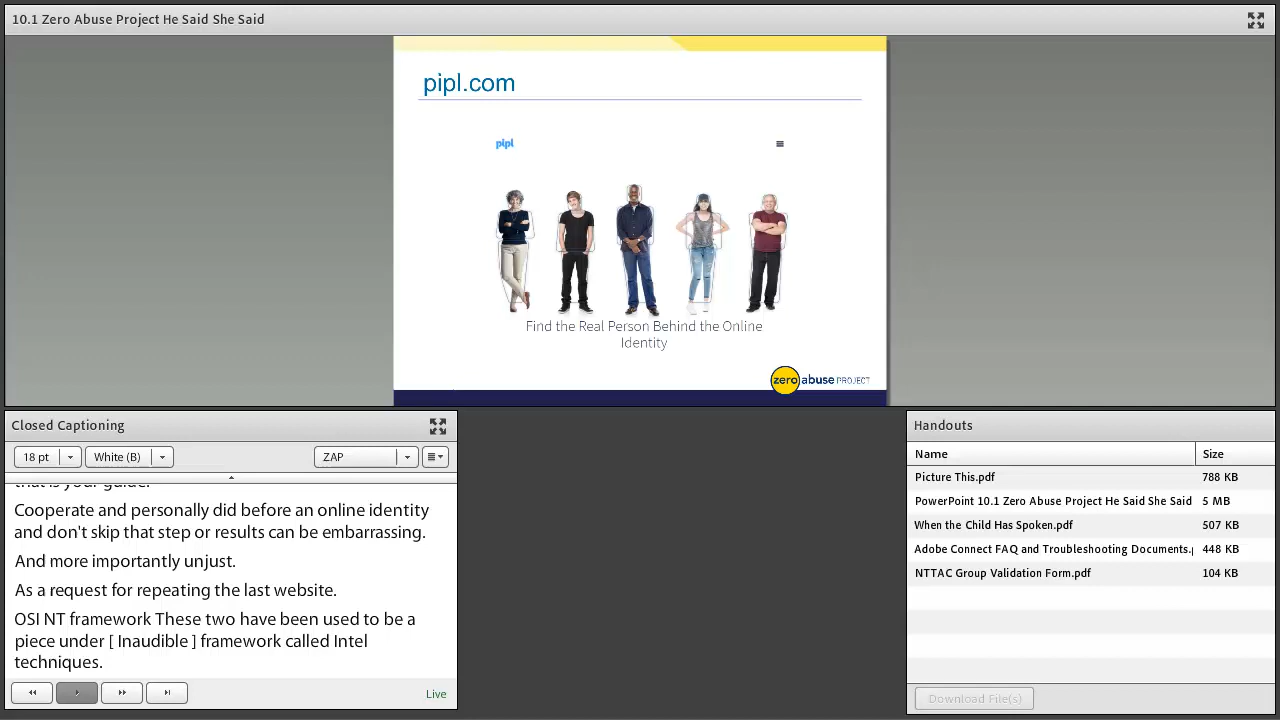 10.1 Zero Abuse Project He Said She Said
pipl.com
pipl
Find the Real Person Behind the Online
Identity
zero abuse PROJECT
Closed Captioning
18 pt
White (B)
ZAP
that is your guide.
Cooperate and personally did before an online identity
and don't skip that step or results can be embarrassing.
And more importantly unjust.
As a request for repeating the last website.
OSI NT framework These two have been used to be a
piece under [ Inaudible ] framework called Intel
techniques.
Live
Handouts
Name Size
Picture This.pdf 788 KB
PowerPoint 10.1 Zero Abuse Project He Said She Said 5 MB
When the Child Has Spoken.pdf 507 KB
Adobe Connect FAQ and Troubleshooting Documents.p 448 KB
NTTAC Group Validation Form.pdf 104 KB
Download File(s)